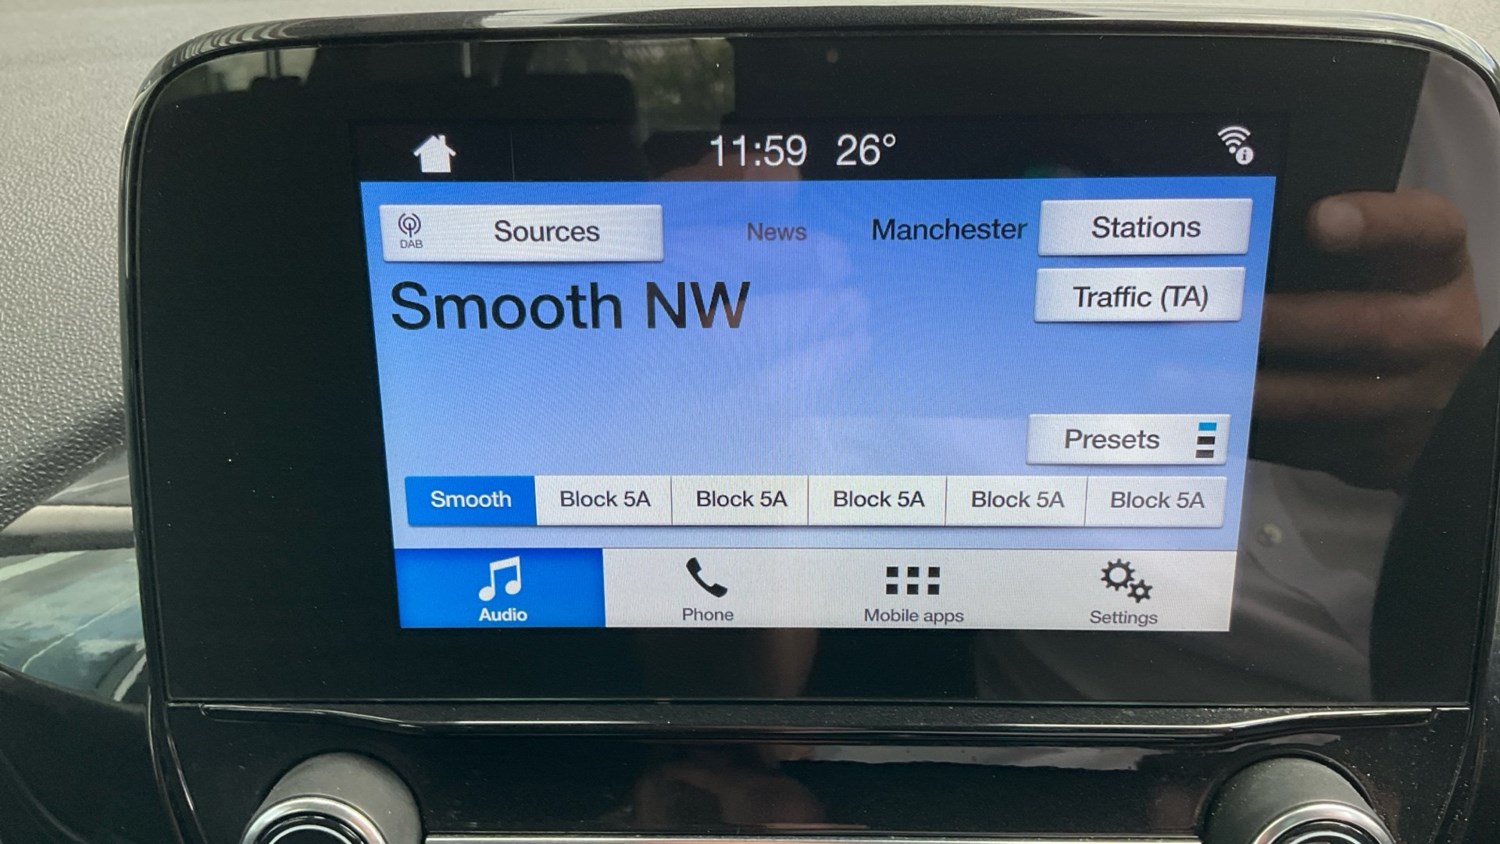 11:59 26°
DAB Sources News Manchester Stations
Smooth NW
Traffic (TA)
Presets
Smooth Block 5A Block 5A Block 5A Block 5A Block 5A
Audio Phone Mobile apps Settings